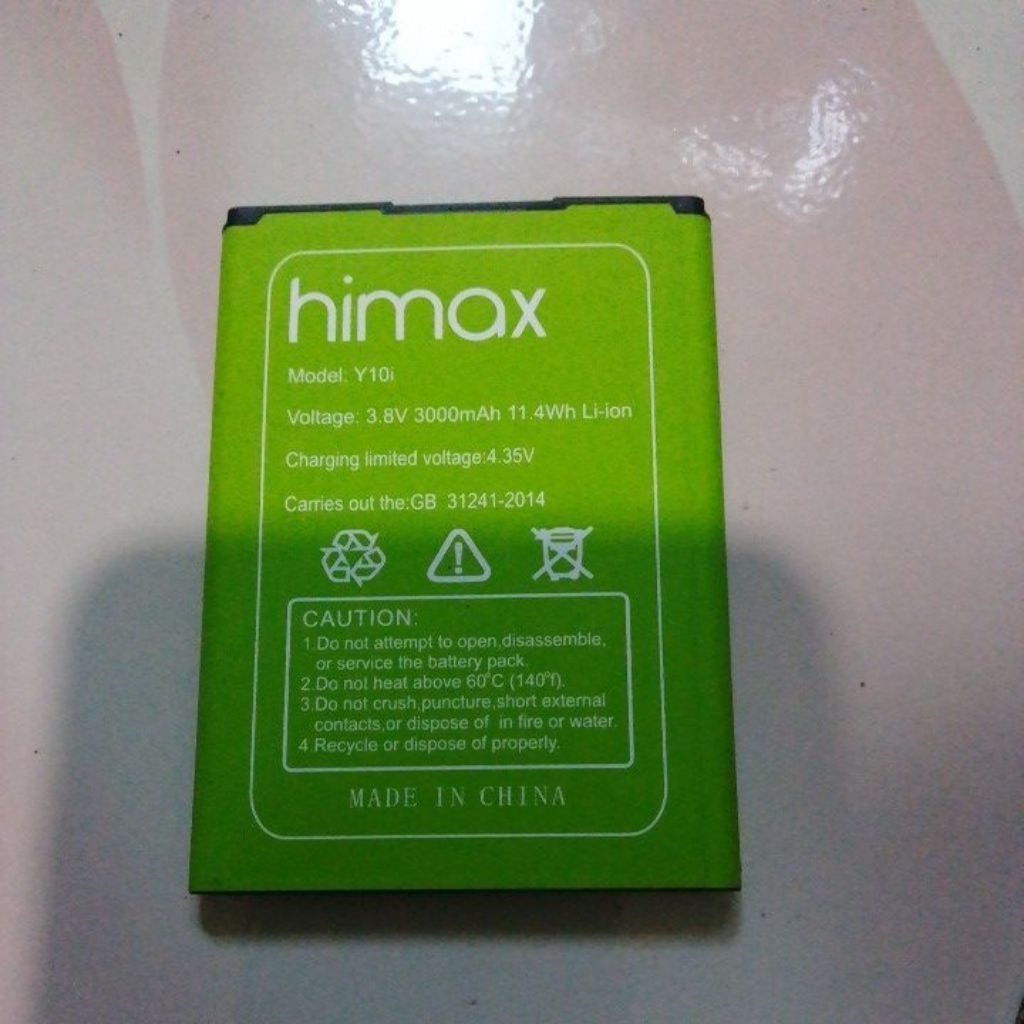 himax
Model: Y10i
Voltage: 3.8V 3000mAh 11.4Wh Li-ion
Charging limited voltage:4.35V
Carries out the:GB 31241-2014
CAUTION:
1.Do not attempt to open,disassemble,
or service the battery pack.
2.Do not heat above 60℃ (140℉).
3.Do not crush,puncture,short external
contacts,or dispose of in fire or water.
4.Recycle or dispose of properly.
MADE IN CHINA